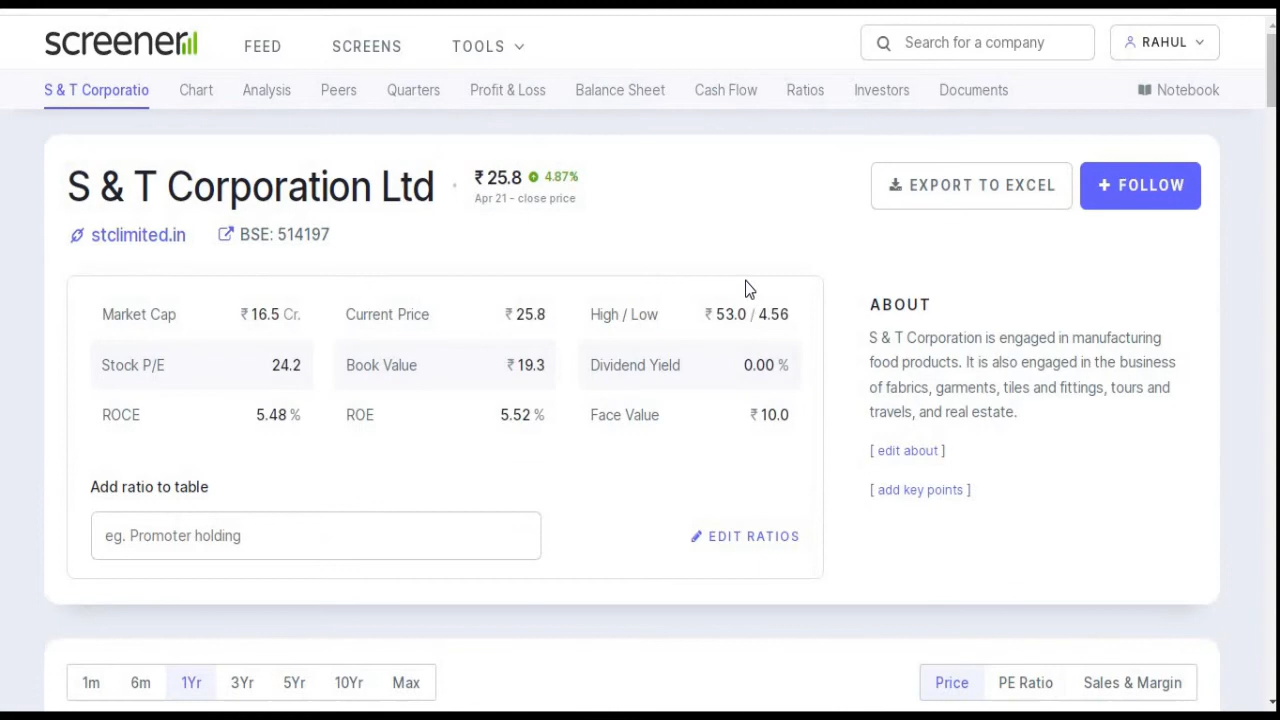 screener FEED SCREENS TOOLS Search for a company RAHUL
S & T Corporatio Chart Analysis Peers Quarters Profit & Loss Balance Sheet Cash Flow Ratios Investors Documents Notebook
S & T Corporation Ltd ₹ 25.8 4.87%
Apr 21 - close price
EXPORT TO EXCEL + FOLLOW
stclimited.in BSE: 514197
Market Cap ₹ 16.5 Cr. Current Price ₹ 25.8 High / Low ₹ 53.0 / 4.56
Stock P/E 24.2 Book Value ₹ 19.3 Dividend Yield 0.00 %
ROCE 5.48 % ROE 5.52 % Face Value ₹ 10.0
Add ratio to table
eg. Promoter holding EDIT RATIOS
ABOUT
S & T Corporation is engaged in manufacturing
food products. It is also engaged in the business
of fabrics, garments, tiles and fittings, tours and
travels, and real estate.
[ edit about ]
[ add key points ]
1m 6m 1Yr 3Yr 5Yr 10Yr Max Price PE Ratio Sales & Margin